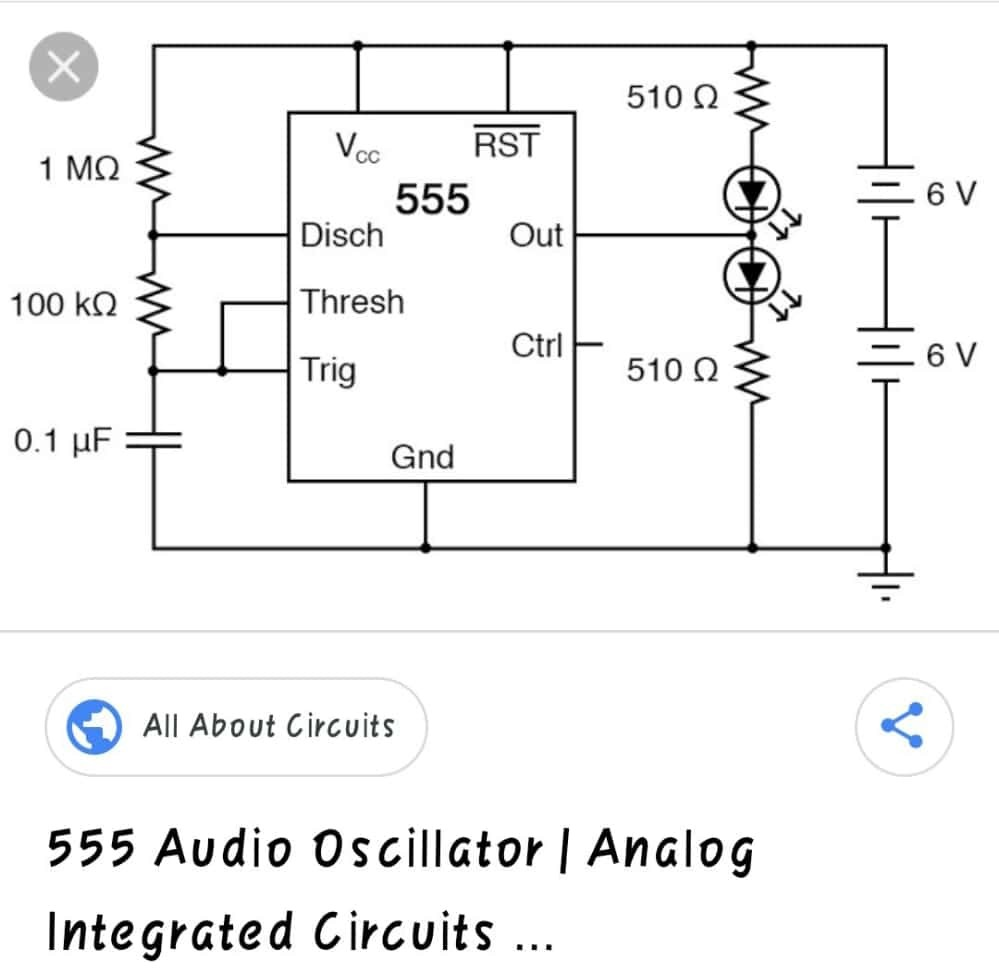 510 Ω
V_CC
RST
1 MΩ
555
6 V
Disch
Out
100 kΩ
Thresh
Ctrl
6 V
Trig
510 Ω
0.1 µF
Gnd
All About Circuits
555 Audio Oscillator | Analog
Integrated Circuits ...